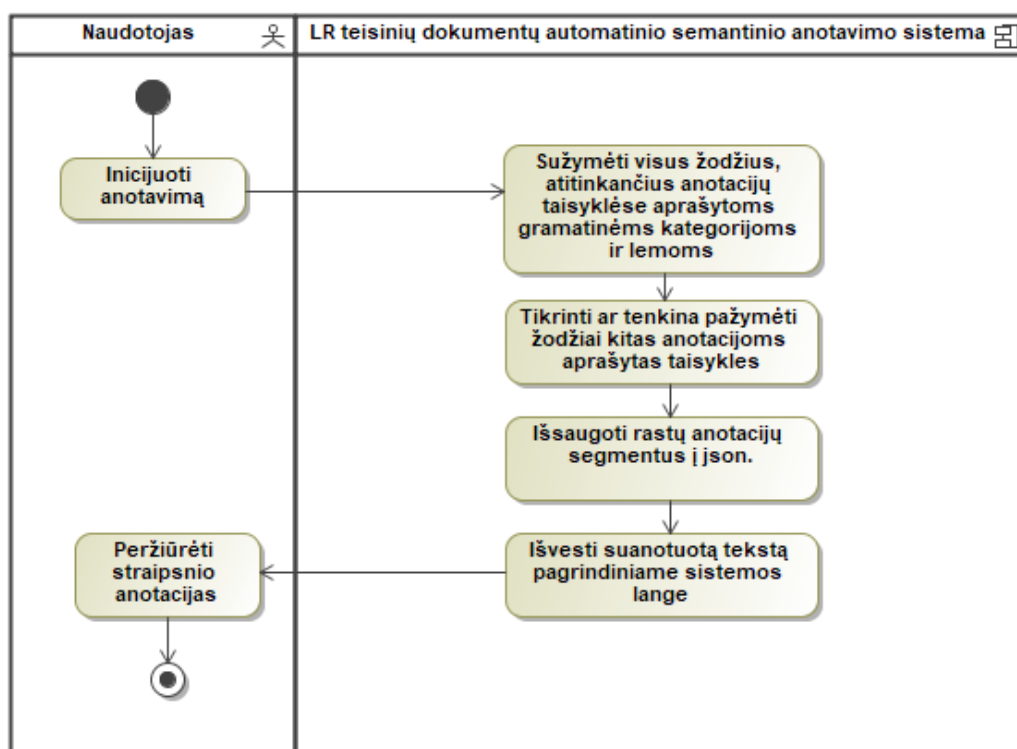 Naudotojas
LR teisinių dokumentų automatinio semantinio anotavimo sistema
Inicijuoti
anotavimą
Sužymėti visus žodžius,
atitinkančius anotacijų
taisyklėse aprašytoms
gramatinėms kategorijoms
ir lemoms
Tikrinti ar tenkina pažymėti
žodžiai kitas anotacijoms
aprašytas taisykles
Išsaugoti rastų anotacijų
segmentus į json.
Išvesti suanotuotą tekstą
pagrindiniame sistemos
lange
Peržiūrėti
straipsnio
anotacijas